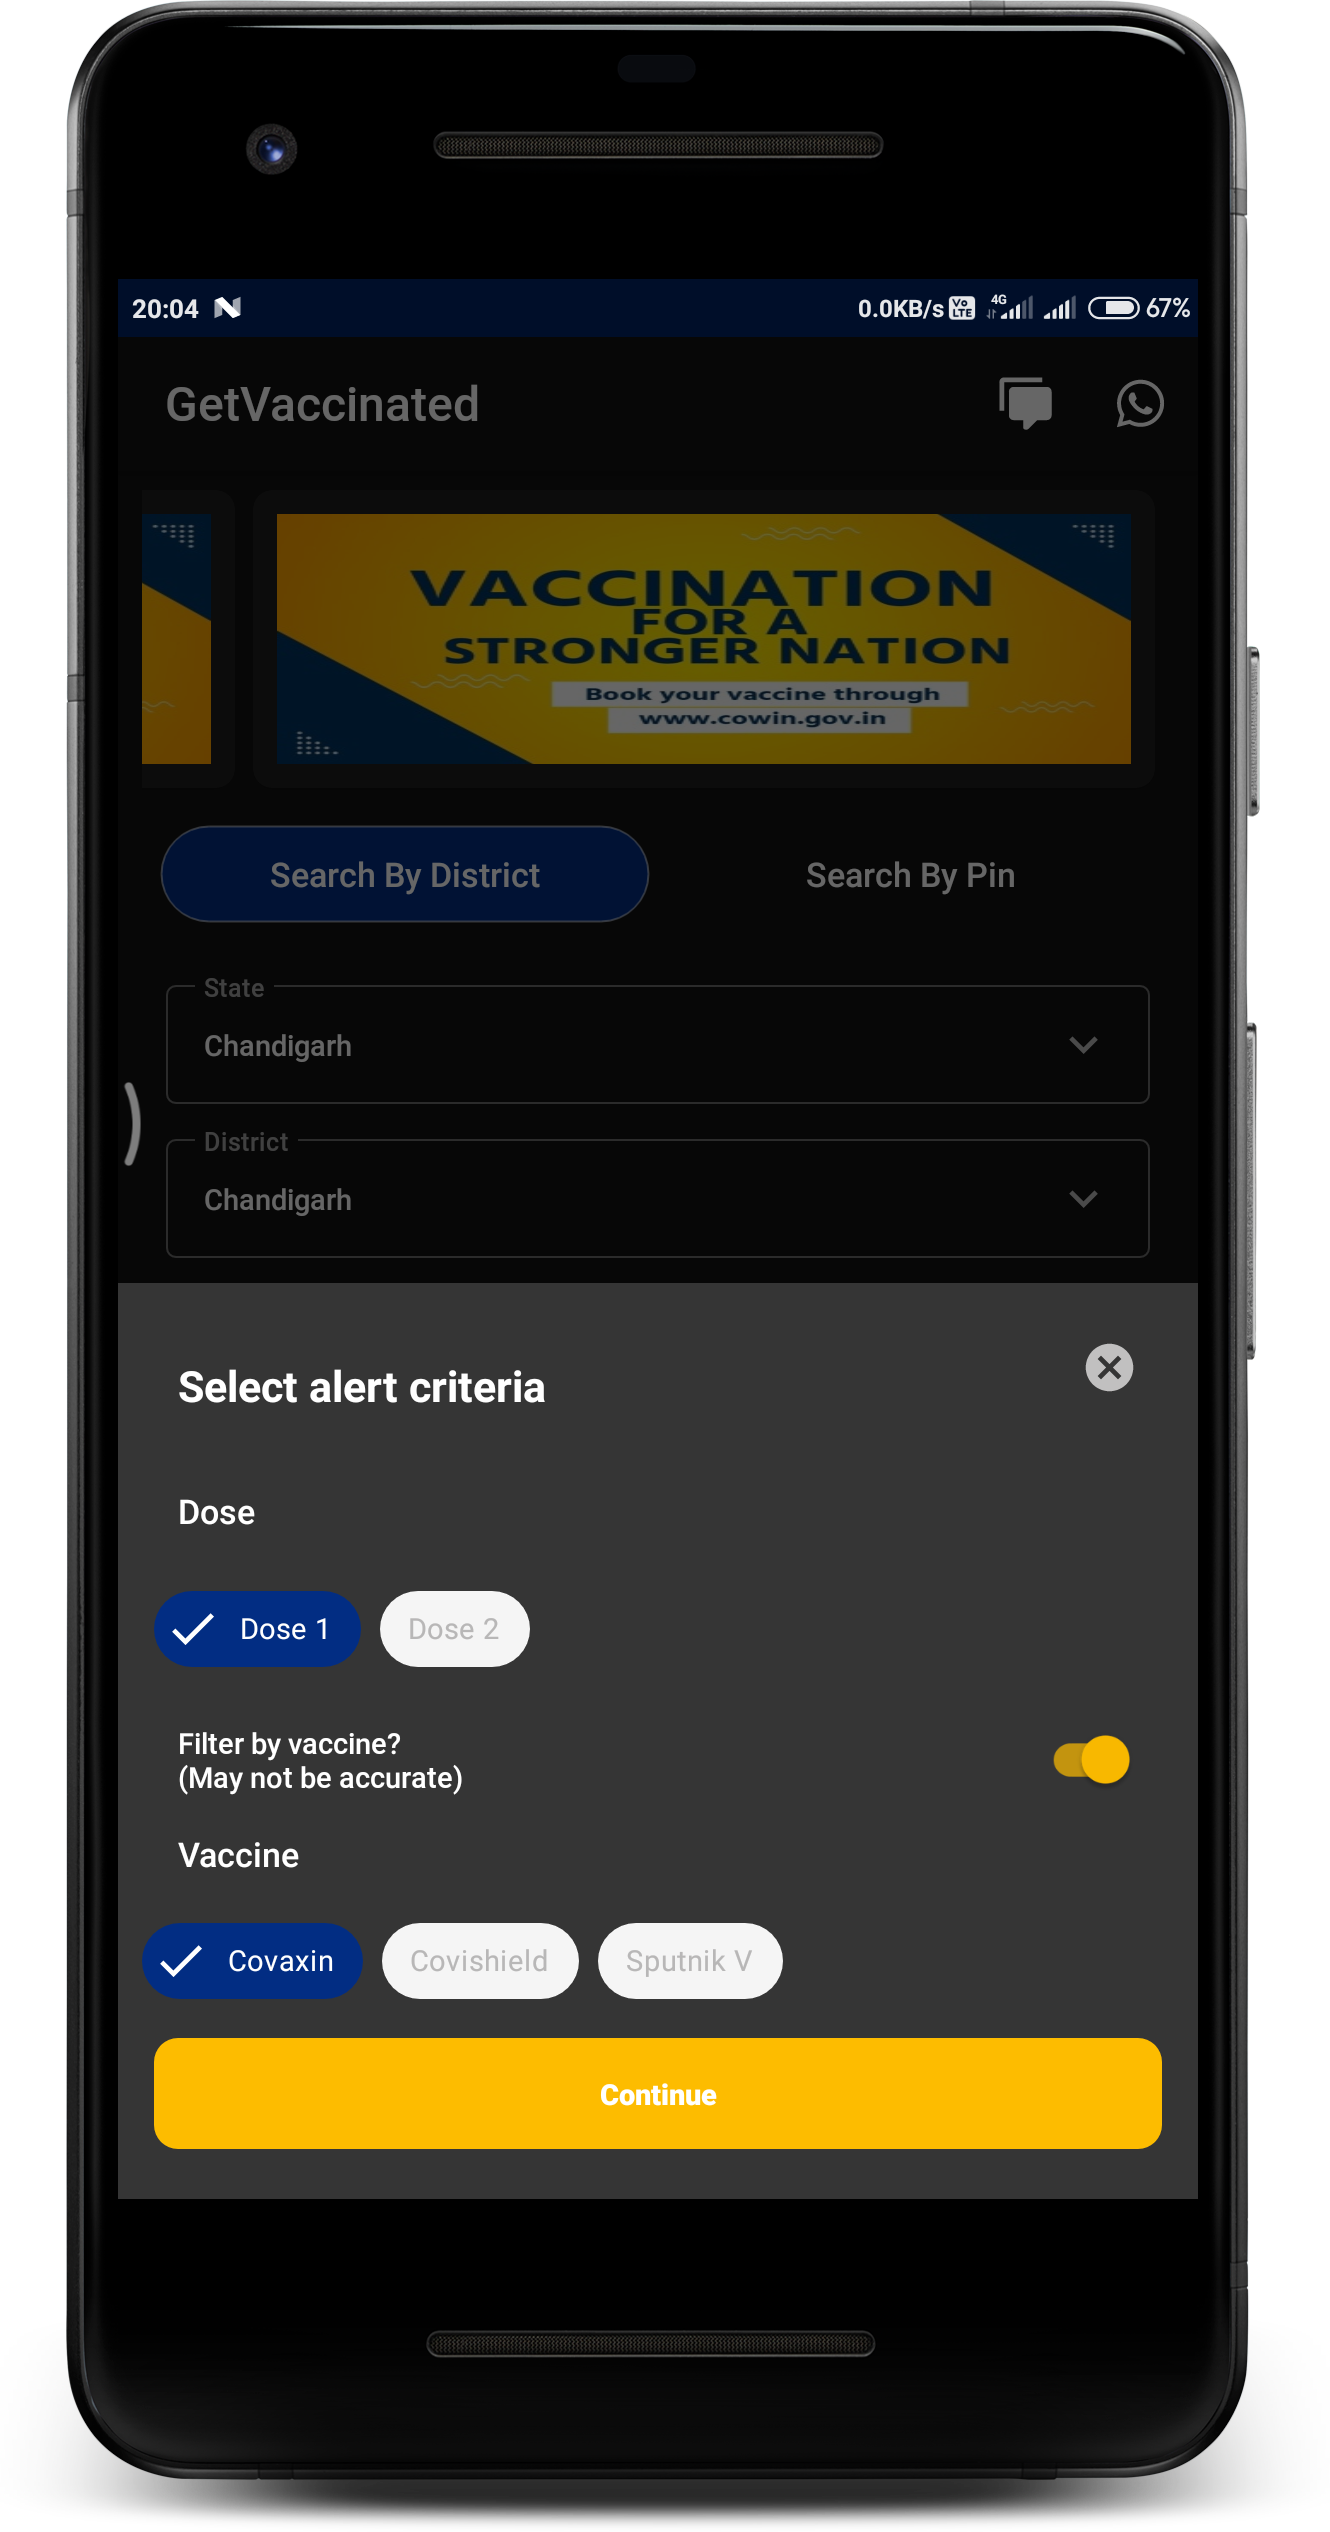 20:04 0.0KB/s Vo LTE 4G 67%
GetVaccinated
VACCINATION
FOR A
STRONGER NATION
Book your vaccine through
www.cowin.gov.in
Search By District Search By Pin
State
Chandigarh
District
Chandigarh
Select alert criteria
Dose
Dose 1 Dose 2
Filter by vaccine?
(May not be accurate)
Vaccine
Covaxin Covishield Sputnik V
Continue